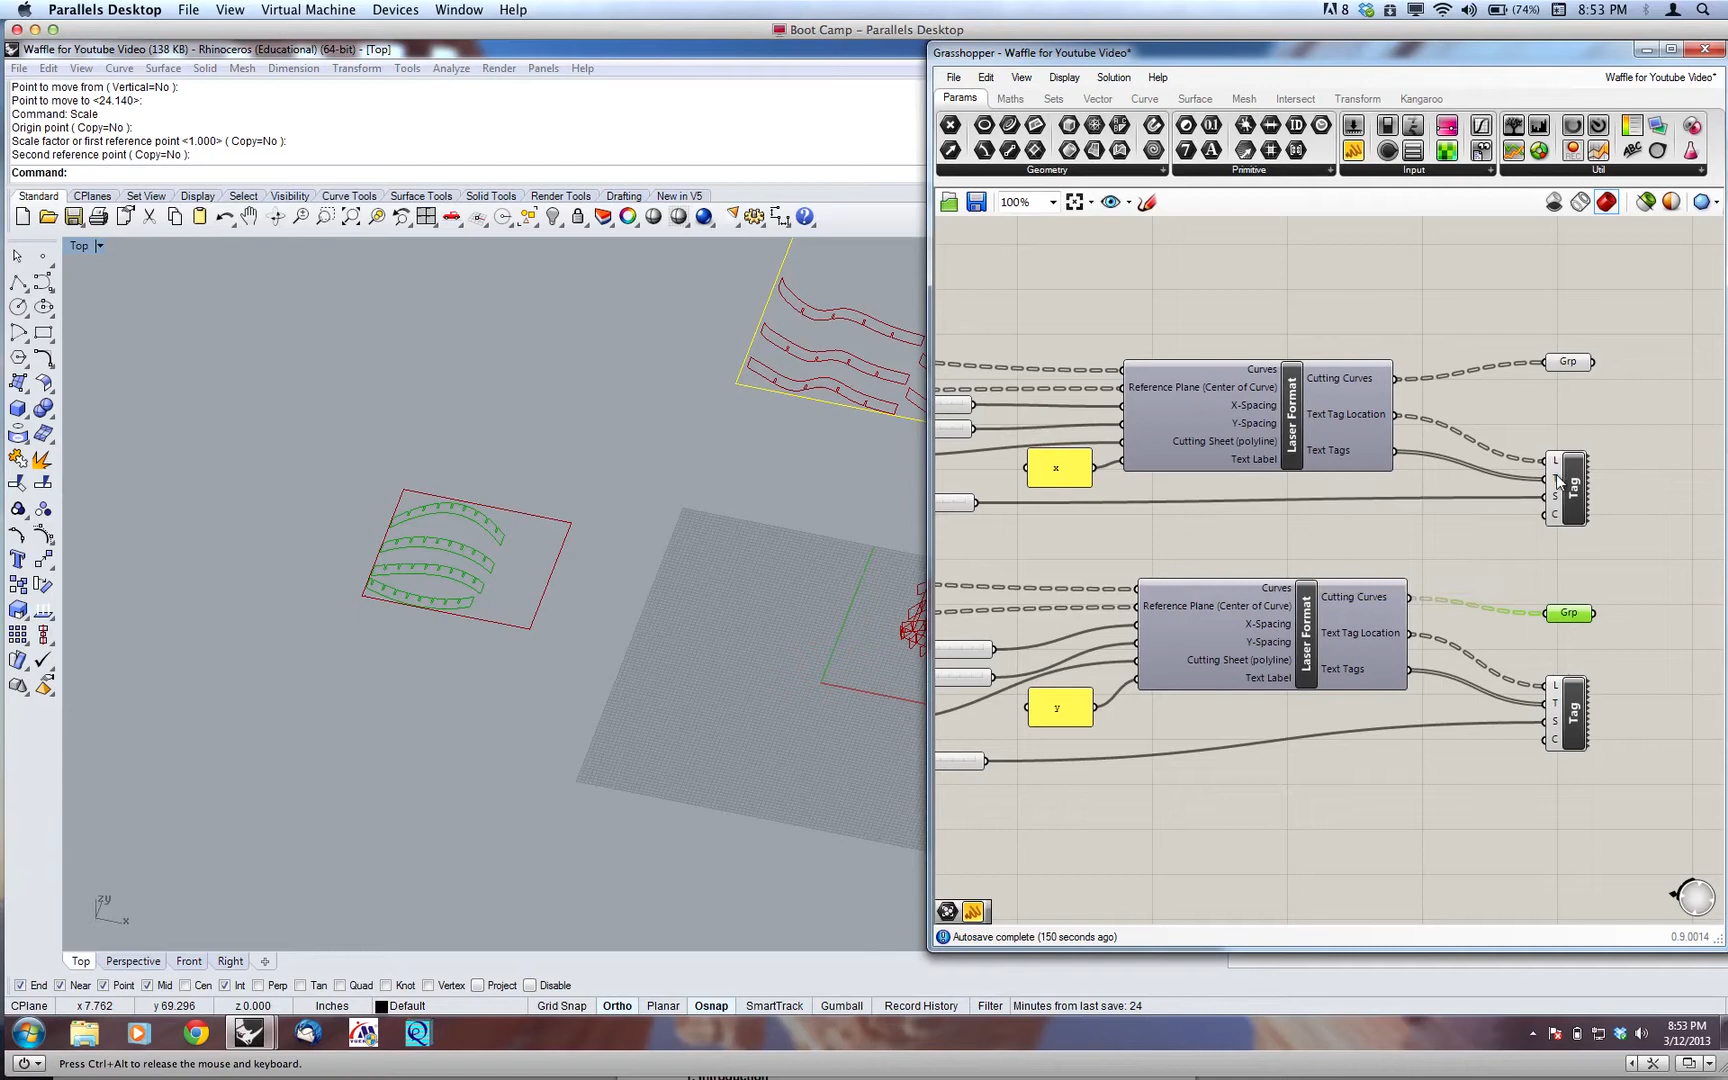 Parallels Desktop File View Virtual Machine Devices Window Help
8 (74%) 8:53 PM
Boot Camp – Parallels Desktop
Waffle for Youtube Video (138 KB) - Rhinoceros (Educational) (64-bit) - [Top]
File Edit View Curve Surface Solid Mesh Dimension Transform Tools Analyze Render Panels Help
Point to move from ( Vertical=No ):
Point to move to <24.140>:
Command: Scale
Origin point ( Copy=No ):
Scale factor or first reference point <1.000> ( Copy=No ):
Second reference point ( Copy=No ):
Command:
Standard CPlanes Set View Display Select Visibility Curve Tools Surface Tools Solid Tools Render Tools Drafting New in V5
Top
zy
x
Top Perspective Front Right
End Near Point Mid Cen Int Perp Tan Quad Knot Vertex Project Disable
CPlane x 7.762 y 69.296 z 0.000 Inches Default Grid Snap Ortho Planar Osnap SmartTrack Gumball Record History Filter Minutes from last save: 24
Grasshopper - Waffle for Youtube Video*
File Edit View Display Solution Help Waffle for Youtube Video*
Params Maths Sets Vector Curve Surface Mesh Intersect Transform Kangaroo
Geometry Primitive Input Util
100%
Curves
Reference Plane (Center of Curve)
X-Spacing
Y-Spacing
Cutting Sheet (polyline)
Text Label
Laser Format
Cutting Curves
Text Tag Location
Text Tags
Grp
x
L
S
C
Tag
Curves
Reference Plane (Center of Curve)
X-Spacing
Y-Spacing
Cutting Sheet (polyline)
Text Label
Laser Format
Cutting Curves
Text Tag Location
Text Tags
Grp
y
L
T
S
C
Tag
Autosave complete (150 seconds ago) 0.9.0014
8:53 PM
3/12/2013
Press Ctrl+Alt to release the mouse and keyboard.